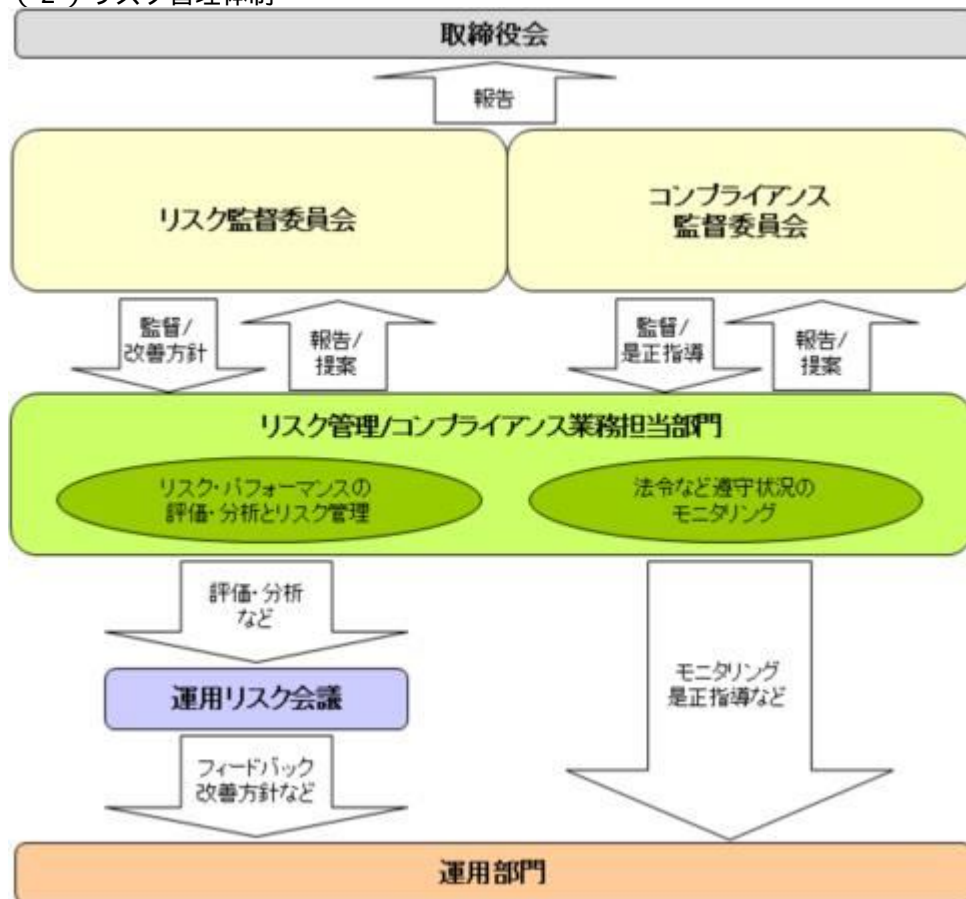 (2)リスク管理体制
取締役会
報告
リスク監督委員会
コンプライアンス
監督委員会
監督/
改善方針
報告/
提案
監督/
是正指導
報告/
提案
リスク管理/コンプライアンス業務担当部門
リスク・パフォーマンスの
評価・分析とリスク管理
法令など遵守状況の
モニタリング
評価・分析
など
運用リスク会議
モニタリング
是正指導など
フィードバック
改善方針など
運用部門